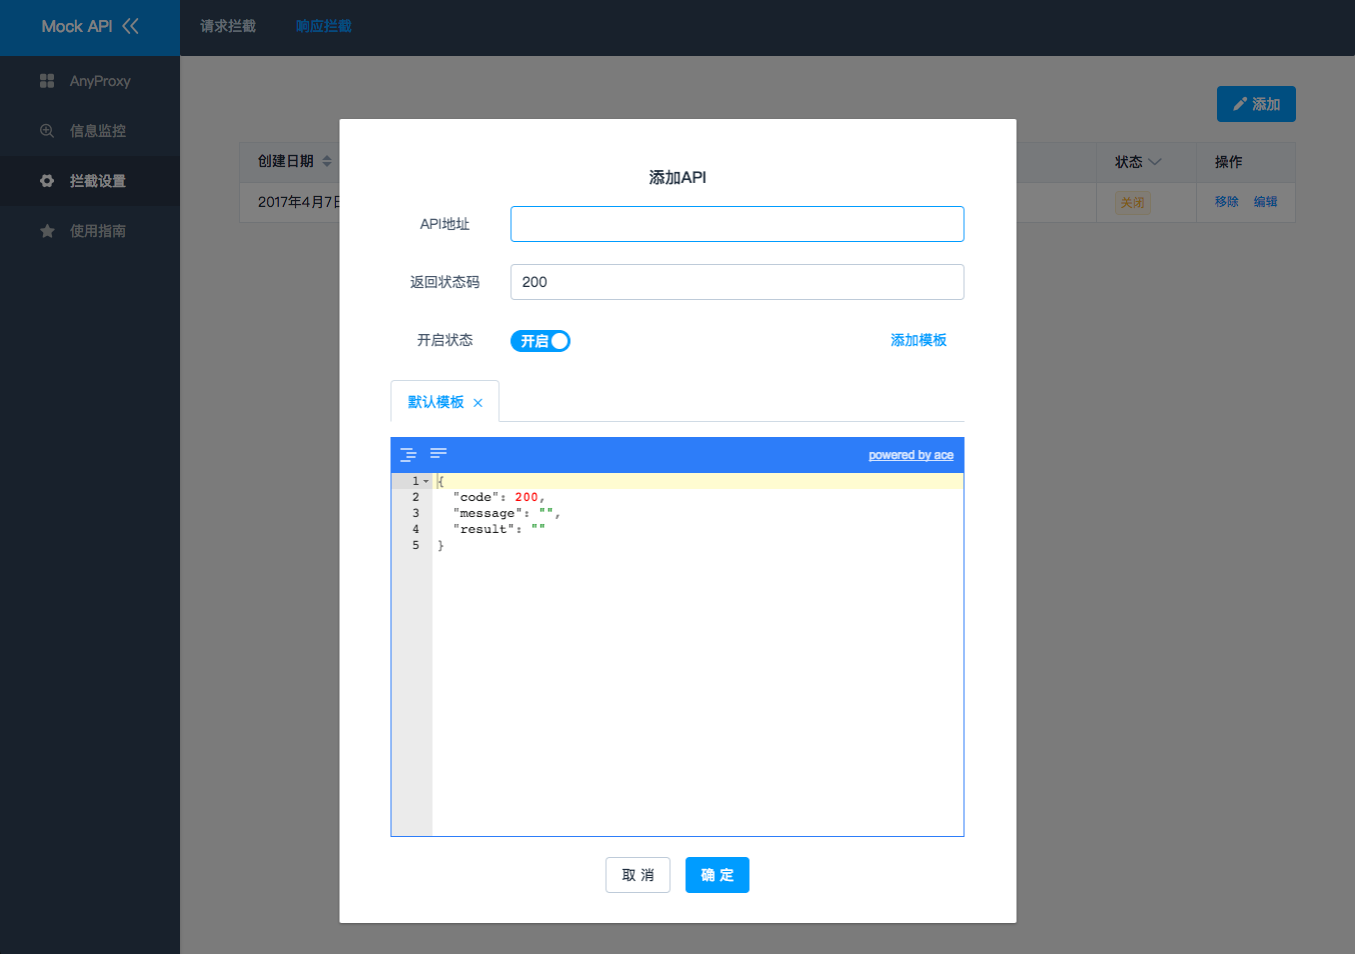 Mock API
请求拦截
响应拦截
AnyProxy
信息监控
拦截设置
使用指南
添加
创建日期
状态
操作
2017年4月7日
关闭
移除
编辑
添加API
API地址
返回状态码
200
开启状态
开启
添加模板
默认模板
powered by ace
1 {
2 "code": 200,
3 "message": "",
4 "result": ""
5 }
取 消
确 定